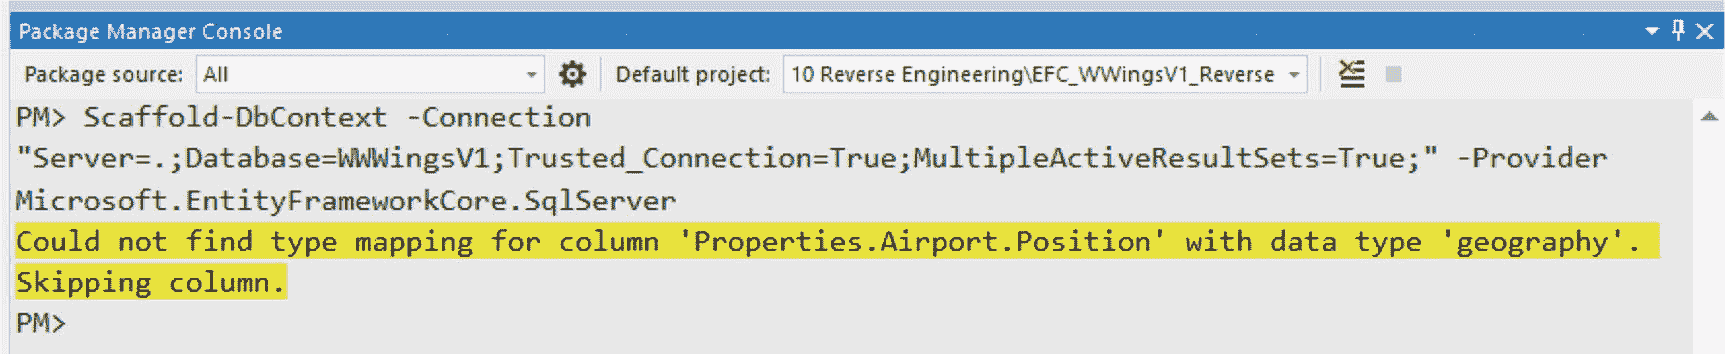 Package Manager Console
Package source: All Default project: 10 Reverse Engineering\EFC_WWingsV1_Reverse
PM> Scaffold-DbContext -Connection
"Server=.;Database=WWWingsV1;Trusted_Connection=True;MultipleActiveResultSets=True;" -Provider
Microsoft.EntityFrameworkCore.SqlServer
Could not find type mapping for column 'Properties.Airport.Position' with data type 'geography'.
Skipping column.
PM>